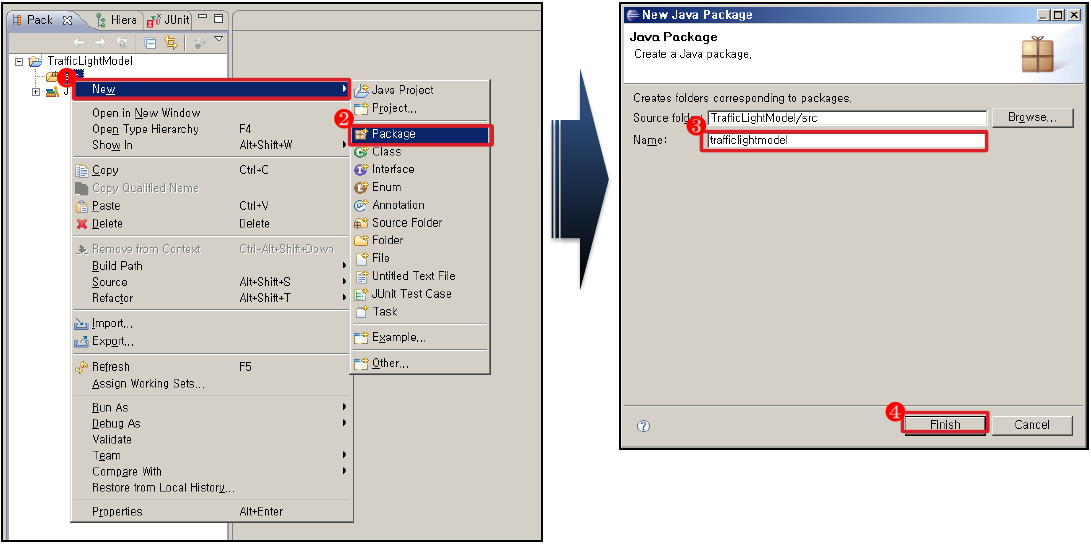 Pack
Hiera
JUnit
TrafficLightModel
1
New
Open in New Window
Open Type Hierarchy F4
Show In Alt+Shift+W
Copy Ctrl+C
Copy Qualified Name
Paste Ctrl+V
Delete Delete
Remove from Context Ctrl+Alt+Shift+Down
Build Path
Source Alt+Shift+S
Refactor Alt+Shift+T
Import...
Export...
Refresh F5
Assign Working Sets...
Run As
Debug As
Validate
Team
Compare With
Restore from Local History...
Properties Alt+Enter
Java Project
Project...
2
Package
Class
Interface
Enum
Annotation
Source Folder
Folder
File
Untitled Text File
JUnit Test Case
Task
Example...
Other...
New Java Package
Java Package
Create a Java package.
Creates folders corresponding to packages.
Source folder: TrafficLightModel/src Browse...
3
Name: trafficlightmodel
4
Finish Cancel